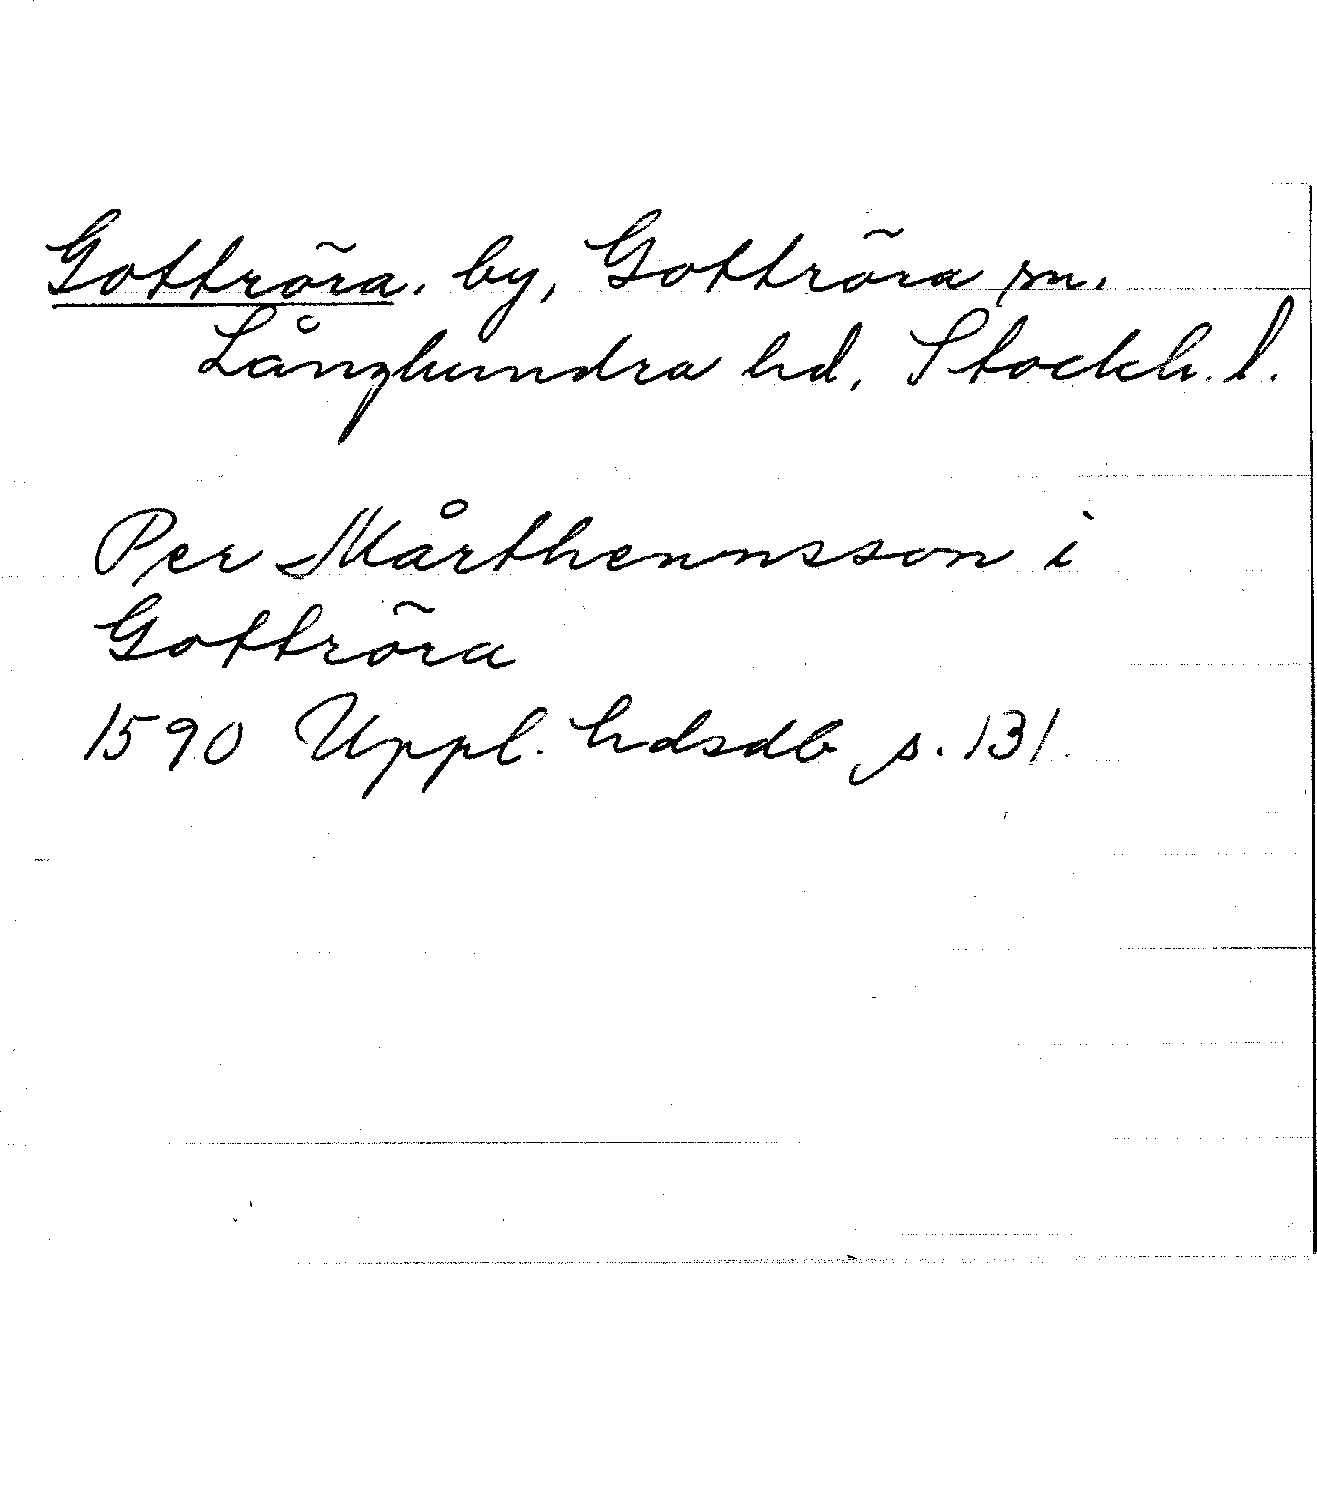 Gottröra. by, Gottröra sn.
Långhundra hd, Stockh. l.
Per Mårthennsson i
Gottröra
1590 Uppl. hdsdb s. 131.